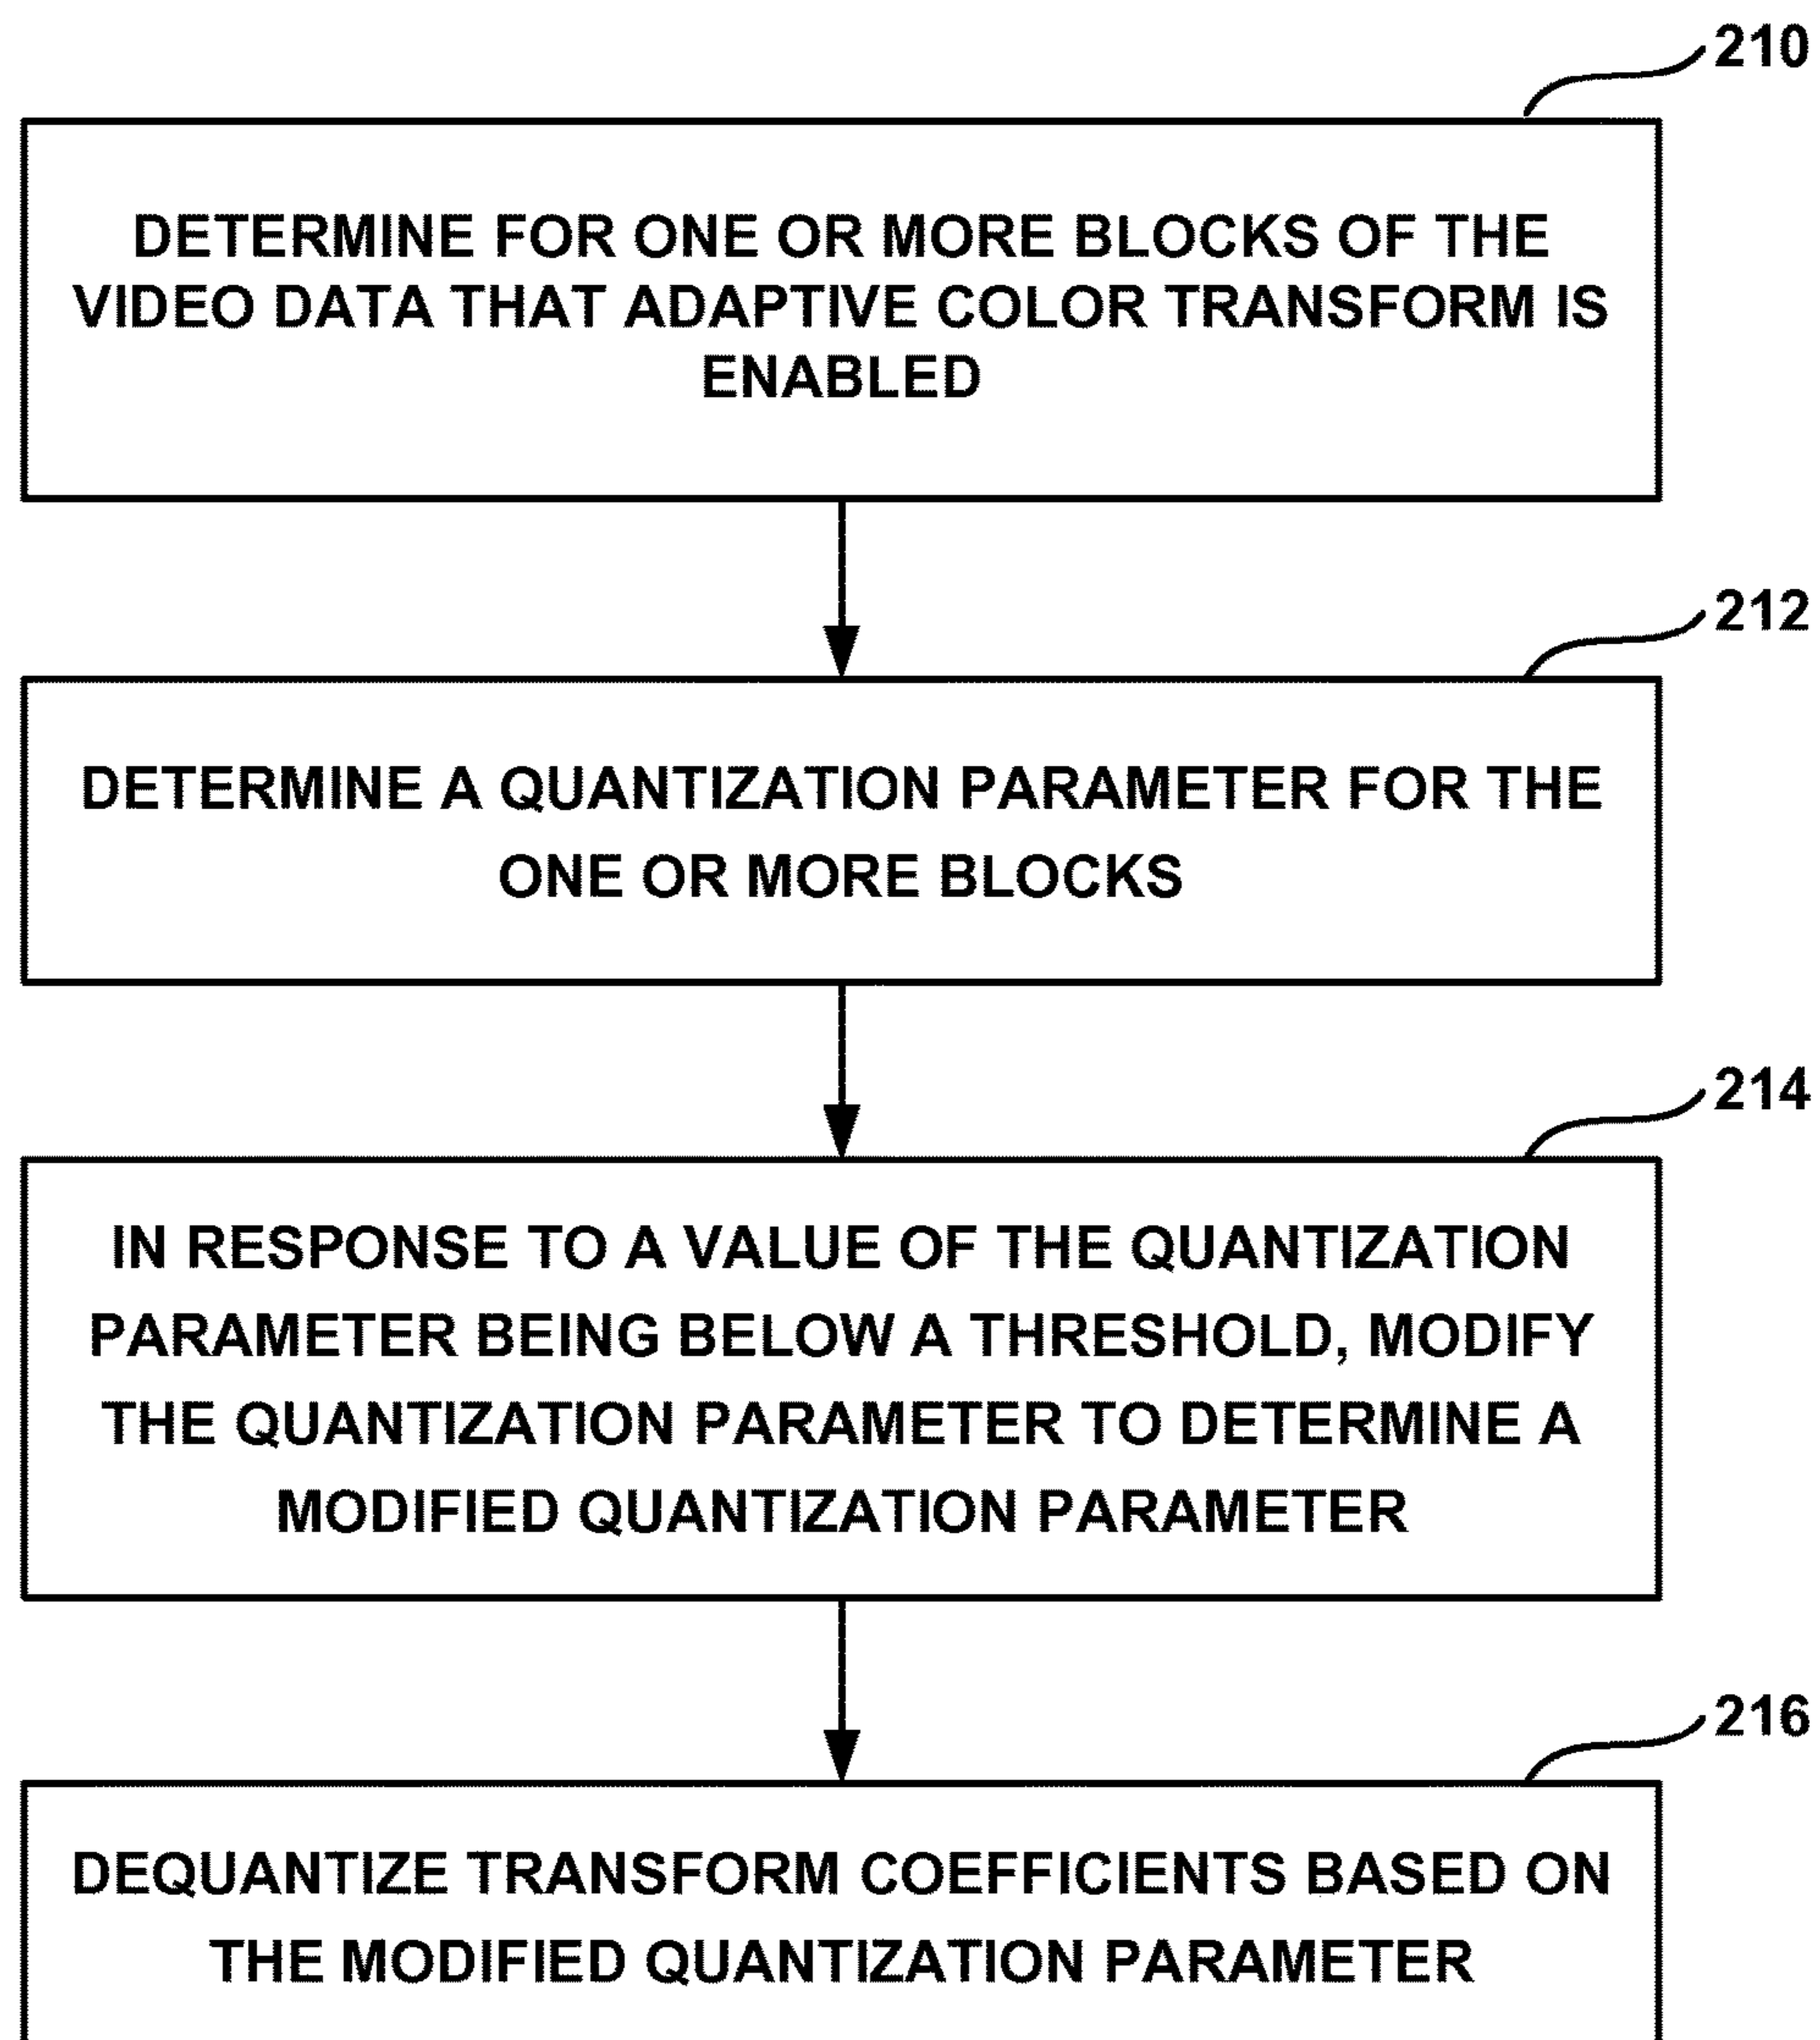 210
DETERMINE FOR ONE OR MORE BLOCKS OF THE
VIDEO DATA THAT ADAPTIVE COLOR TRANSFORM IS
ENABLED
212
DETERMINE A QUANTIZATION PARAMETER FOR THE
ONE OR MORE BLOCKS
214
IN RESPONSE TO A VALUE OF THE QUANTIZATION
PARAMETER BEING BELOW A THRESHOLD, MODIFY
THE QUANTIZATION PARAMETER TO DETERMINE A
MODIFIED QUANTIZATION PARAMETER
216
DEQUANTIZE TRANSFORM COEFFICIENTS BASED ON
THE MODIFIED QUANTIZATION PARAMETER